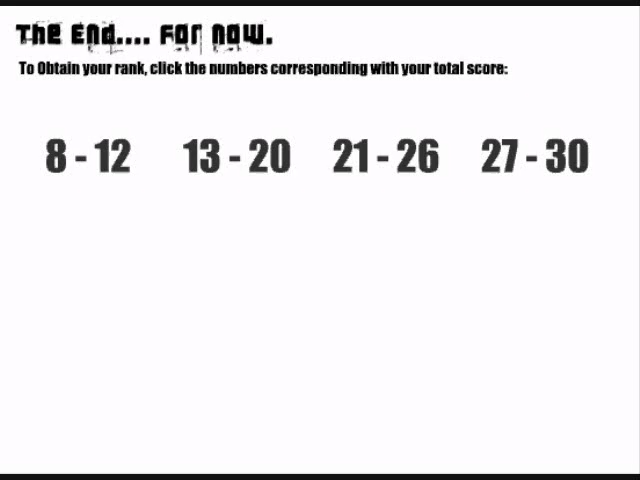 The End.... For now.
To Obtain your rank, click the numbers corresponding with your total score:
8 - 12 13 - 20 21 - 26 27 - 30